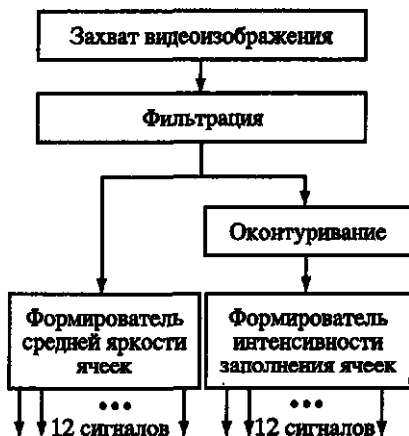 Захват видеоизображения
Фильтрация
Оконтуривание
Формирователь
средней яркости
ячеек
Формирователь
интенсивности
заполнения ячеек
•••
12 сигналов
•••
12 сигналов